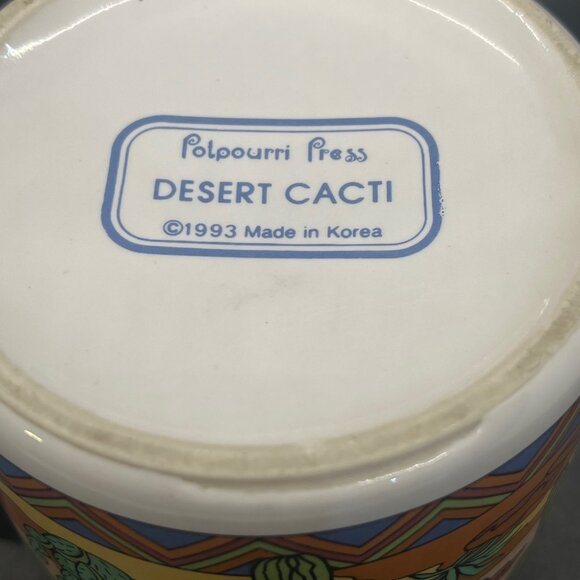 Potpourri Press
DESERT CACTI
©1993 Made in Korea